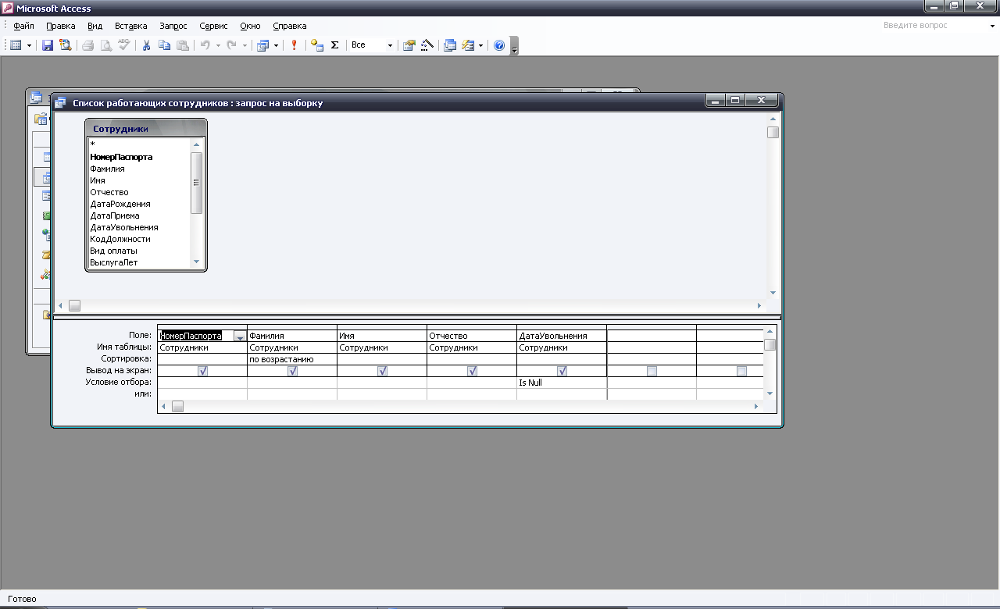 Microsoft Access
Файл Правка Вид Вставка Запрос Сервис Окно Справка Введите вопрос
Все
Список работающих сотрудников : запрос на выборку
Сотрудники
*
НомерПаспорта
Фамилия
Имя
Отчество
ДатаРождения
ДатаПриема
ДатаУвольнения
КодДолжности
Вид оплаты
ВыслугаЛет
Поле: НомерПаспорта Фамилия Имя Отчество ДатаУвольнения
Имя таблицы: Сотрудники Сотрудники Сотрудники Сотрудники Сотрудники
Сортировка: по возрастанию
Вывод на экран:
Условие отбора: Is Null
или:
Готово